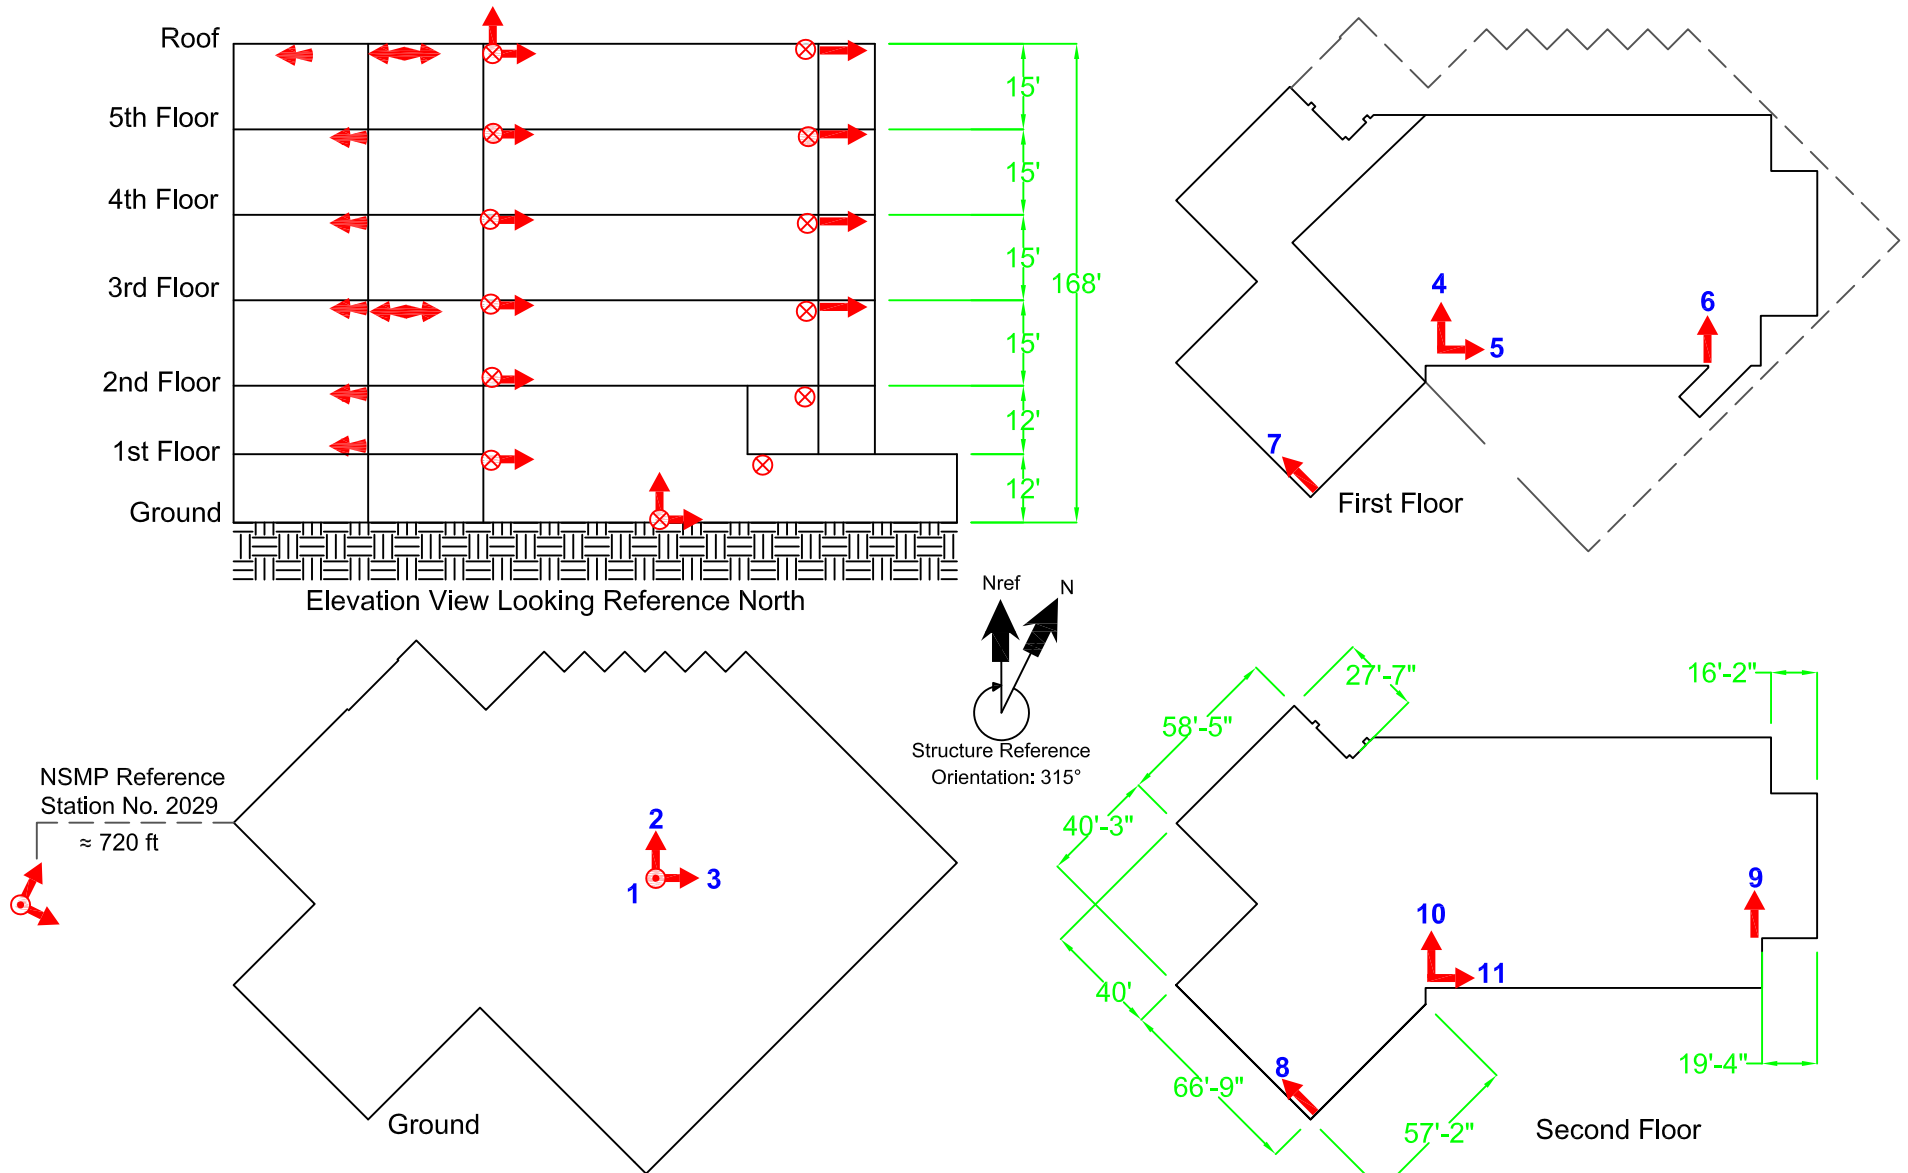 Roof
5th Floor
4th Floor
3rd Floor
2nd Floor
1st Floor
Ground
15'
15'
15'
15'
12'
12'
168'
Elevation View Looking Reference North
4
5
6
7
First Floor
Nref
N
Structure Reference
Orientation: 315°
NSMP Reference
Station No. 2029
≈ 720 ft
2
1
3
Ground
27'-7"
16'-2"
58'-5"
40'-3"
9
10
11
40'
8
66'-9"
19'-4"
57'-2"
Second Floor